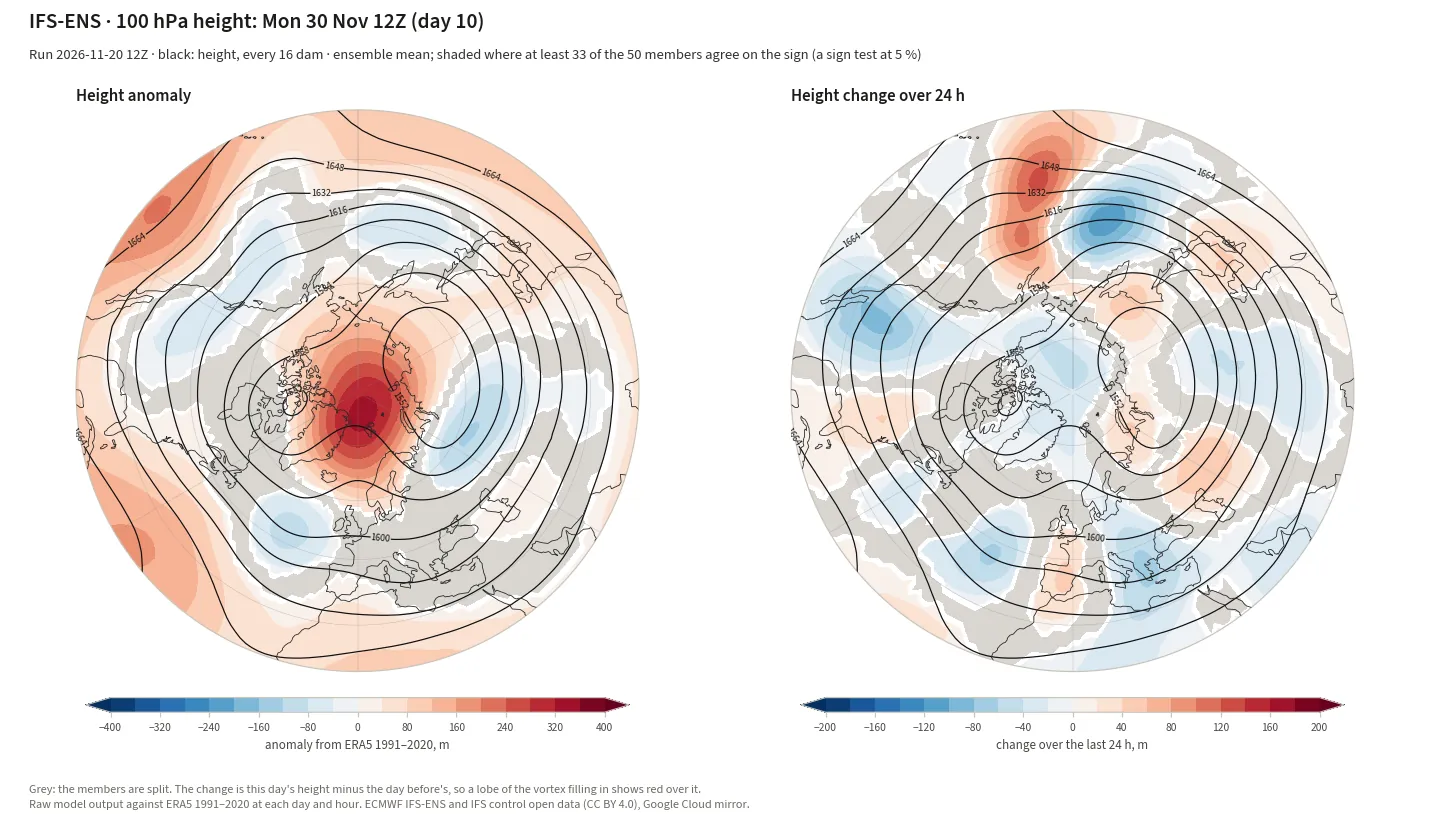 IFS-ENS · 100 hPa height: Mon 30 Nov 12Z (day 10)
Run 2026-11-20 12Z · black: height, every 16 dam · ensemble mean; shaded where at least 33 of the 50 members agree on the sign (a sign test at 5 %)
Height anomaly
Height change over 24 h
1648
1664
1632
1616
1664
1600
1648
1664
1632
1616
1664
1600
−400 −320 −240 −160 −80 0 80 160 240 320 400
anomaly from ERA5 1991–2020, m
−200 −160 −120 −80 −40 0 40 80 120 160 200
change over the last 24 h, m
Grey: the members are split. The change is this day's height minus the day before's, so a lobe of the vortex filling in shows red over it.
Raw model output against ERA5 1991–2020 at each day and hour. ECMWF IFS-ENS and IFS control open data (CC BY 4.0), Google Cloud mirror.